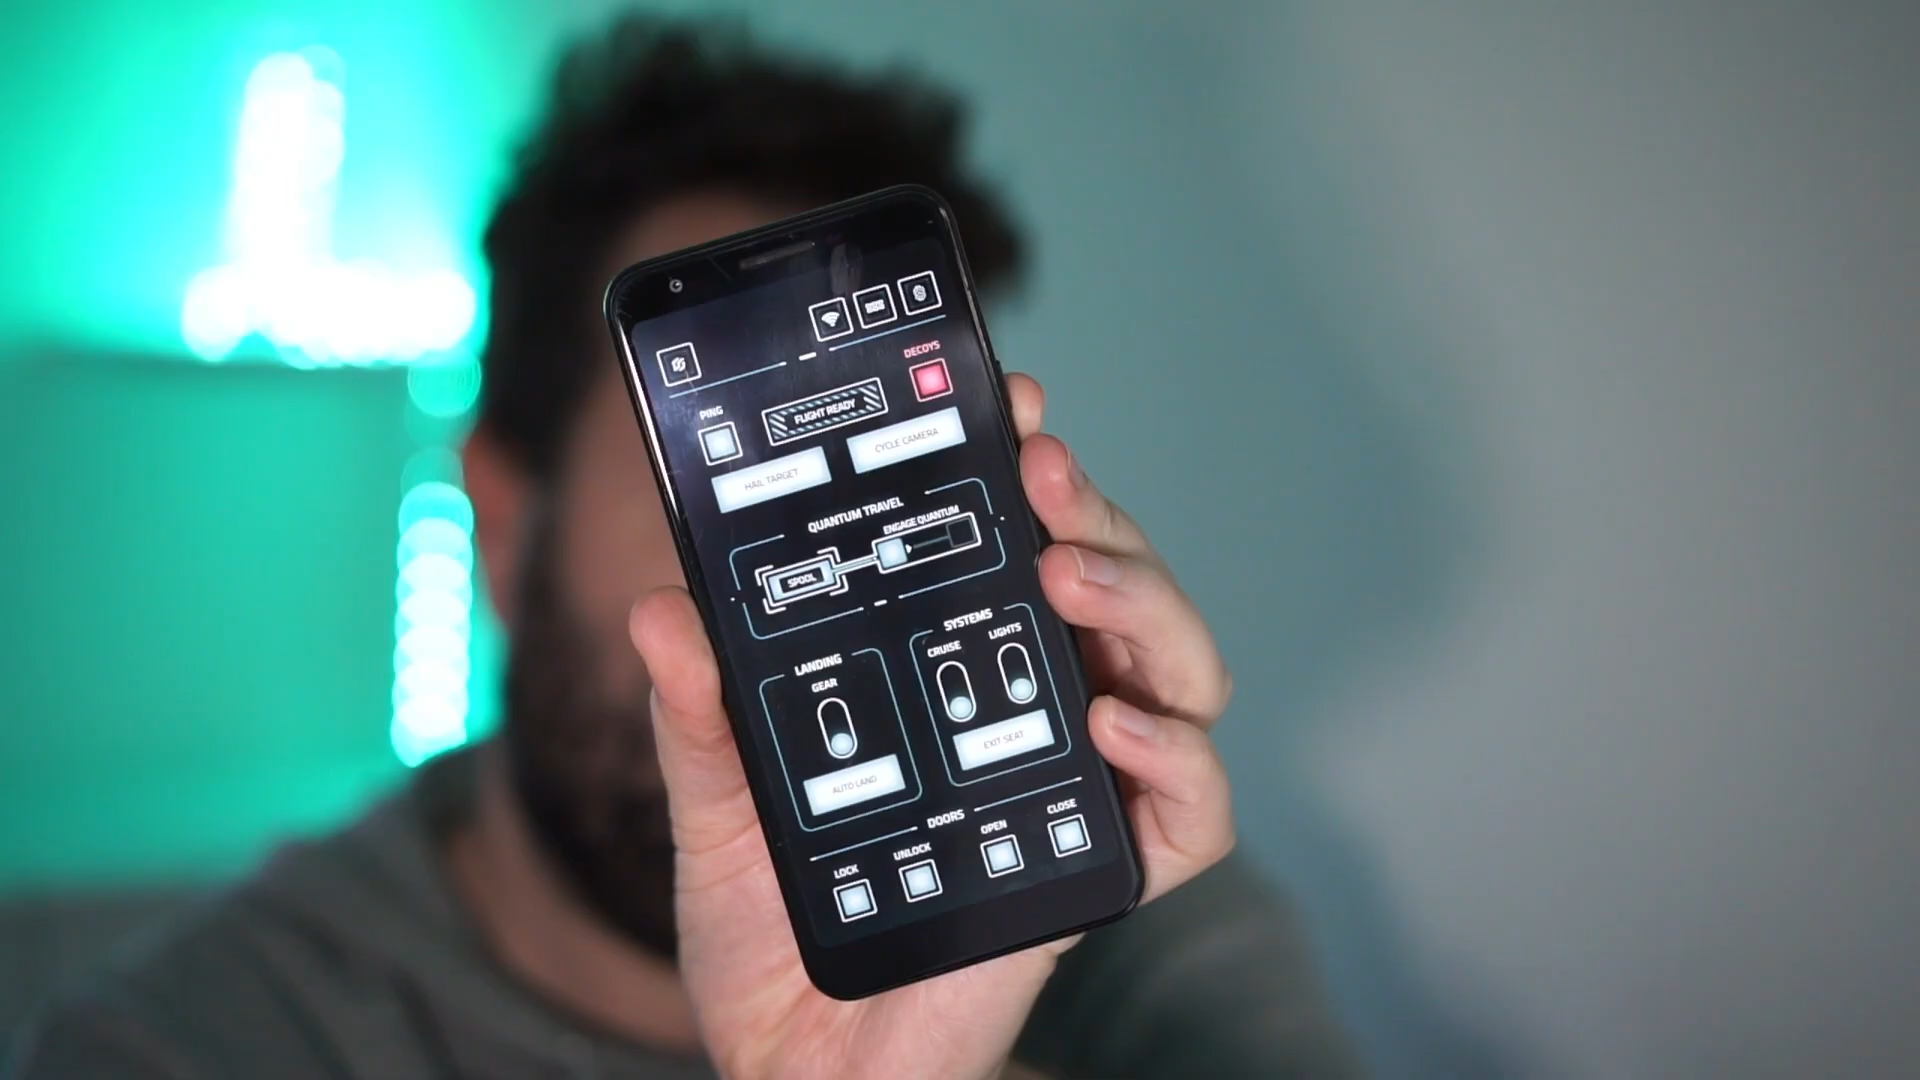 DECOYS
PING
FLIGHT READY
CYCLE CAMERA
HAIL TARGET
QUANTUM TRAVEL
ENGAGE QUANTUM
SPOOL
SYSTEMS
LIGHTS
CRUISE
LANDING
GEAR
EXIT SEAT
AUTO LAND
DOORS
LOCK
UNLOCK
OPEN
CLOSE